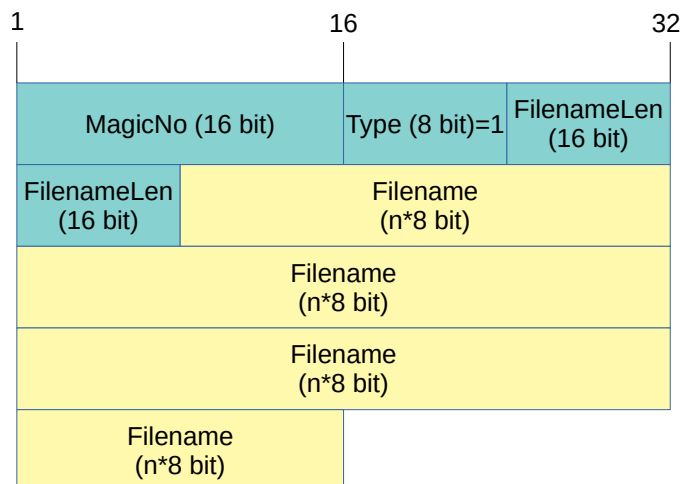 1 16 32
MagicNo (16 bit) Type (8 bit)=1 FilenameLen
(16 bit)
FilenameLen
(16 bit)
Filename
(n*8 bit)
Filename
(n*8 bit)
Filename
(n*8 bit)
Filename
(n*8 bit)